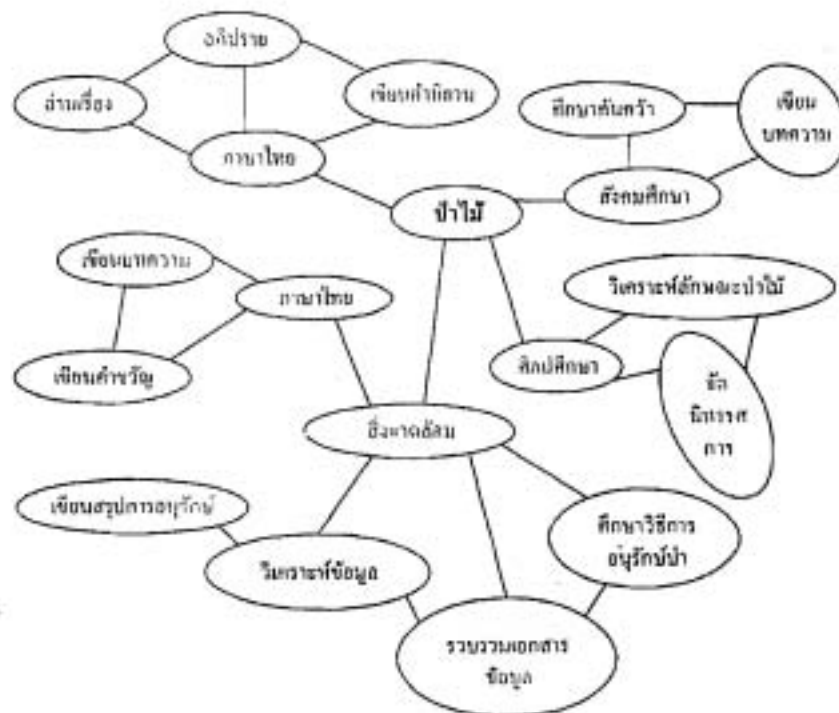 อภิปราย
อ่านเรื่อง
เขียนคำขวัญ
ภาษาไทย
ศึกษาค้นคว้า
เขียน
บทความ
สังคมศึกษา
ป่าไม้
เขียนบทความ
ภาษาไทย
วิเคราะห์ลักษณะป่าไม้
ศิลปศึกษา
จัด
นิทรรศ
การ
สิ่งแวดล้อม
เขียนสรุปการอนุรักษ์
วิเคราะห์ข้อมูล
ศึกษาวิธีการ
อนุรักษ์ป่า
รวบรวมเอกสาร
ข้อมูล